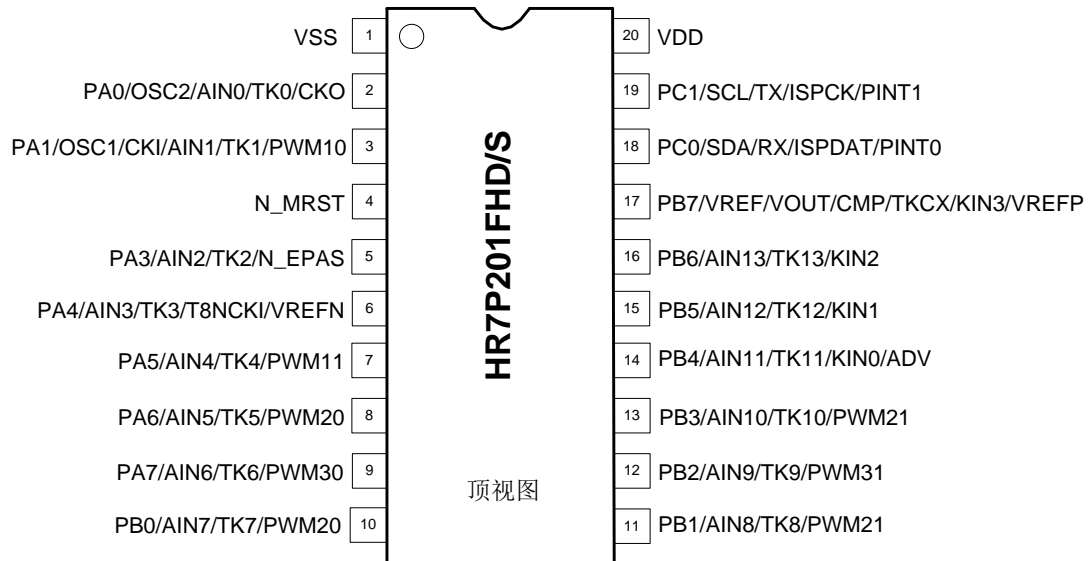 VSS 1 20 VDD
PA0/OSC2/AIN0/TK0/CKO 2 19 PC1/SCL/TX/ISPCK/PINT1
PA1/OSC1/CKI/AIN1/TK1/PWM10 3 18 PC0/SDA/RX/ISPDAT/PINT0
N_MRST 4 17 PB7/VREF/VOUT/CMP/TKCX/KIN3/VREFP
PA3/AIN2/TK2/N_EPAS 5 16 PB6/AIN13/TK13/KIN2
PA4/AIN3/TK3/T8NCKI/VREFN 6 15 PB5/AIN12/TK12/KIN1
PA5/AIN4/TK4/PWM11 7 14 PB4/AIN11/TK11/KIN0/ADV
PA6/AIN5/TK5/PWM20 8 13 PB3/AIN10/TK10/PWM21
PA7/AIN6/TK6/PWM30 9 12 PB2/AIN9/TK9/PWM31
PB0/AIN7/TK7/PWM20 10 11 PB1/AIN8/TK8/PWM21
HR7P201FHD/S
顶视图